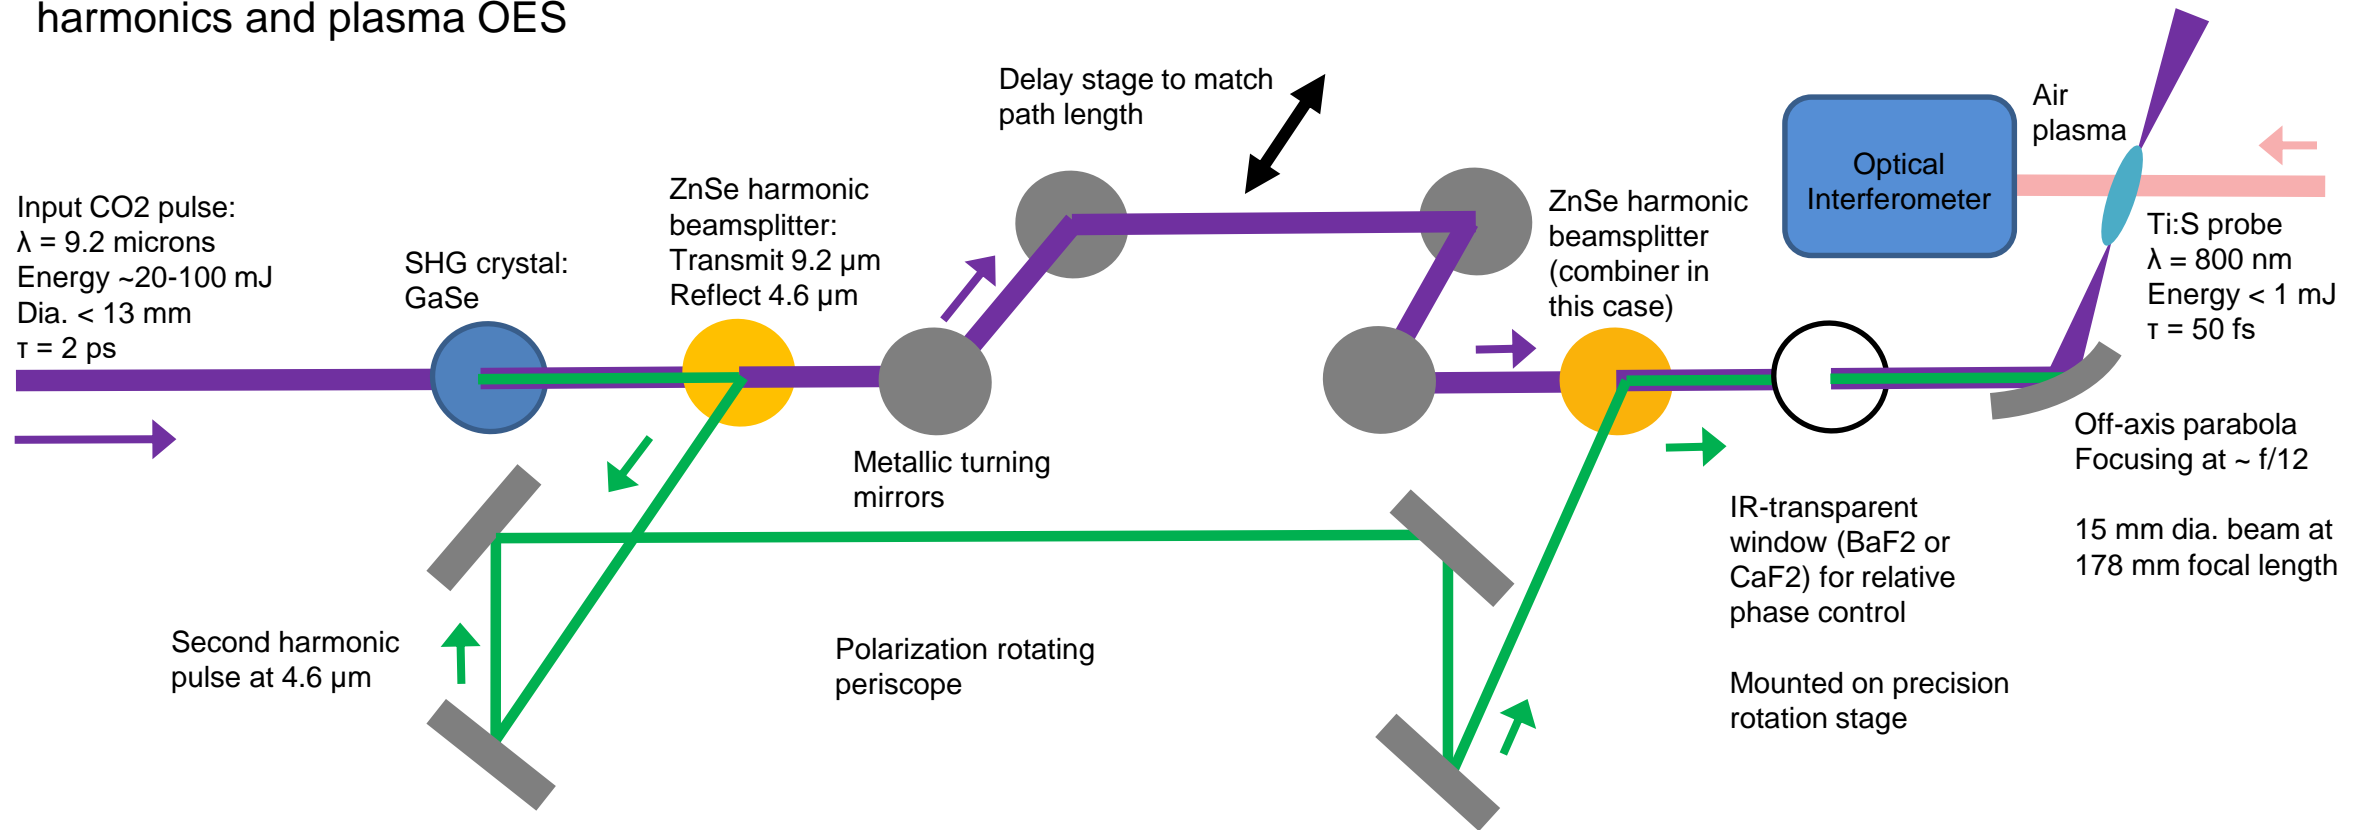 harmonics and plasma OES
Input CO2 pulse:
λ = 9.2 microns
Energy ~20-100 mJ
Dia. < 13 mm
τ = 2 ps
SHG crystal:
GaSe
ZnSe harmonic
beamsplitter:
Transmit 9.2 μm
Reflect 4.6 μm
Delay stage to match
path length
Metallic turning
mirrors
ZnSe harmonic
beamsplitter
(combiner in
this case)
Optical
Interferometer
Air
plasma
Ti:S probe
λ = 800 nm
Energy < 1 mJ
τ = 50 fs
Off-axis parabola
Focusing at ~ f/12
15 mm dia. beam at
178 mm focal length
IR-transparent
window (BaF2 or
CaF2) for relative
phase control
Mounted on precision
rotation stage
Second harmonic
pulse at 4.6 μm
Polarization rotating
periscope